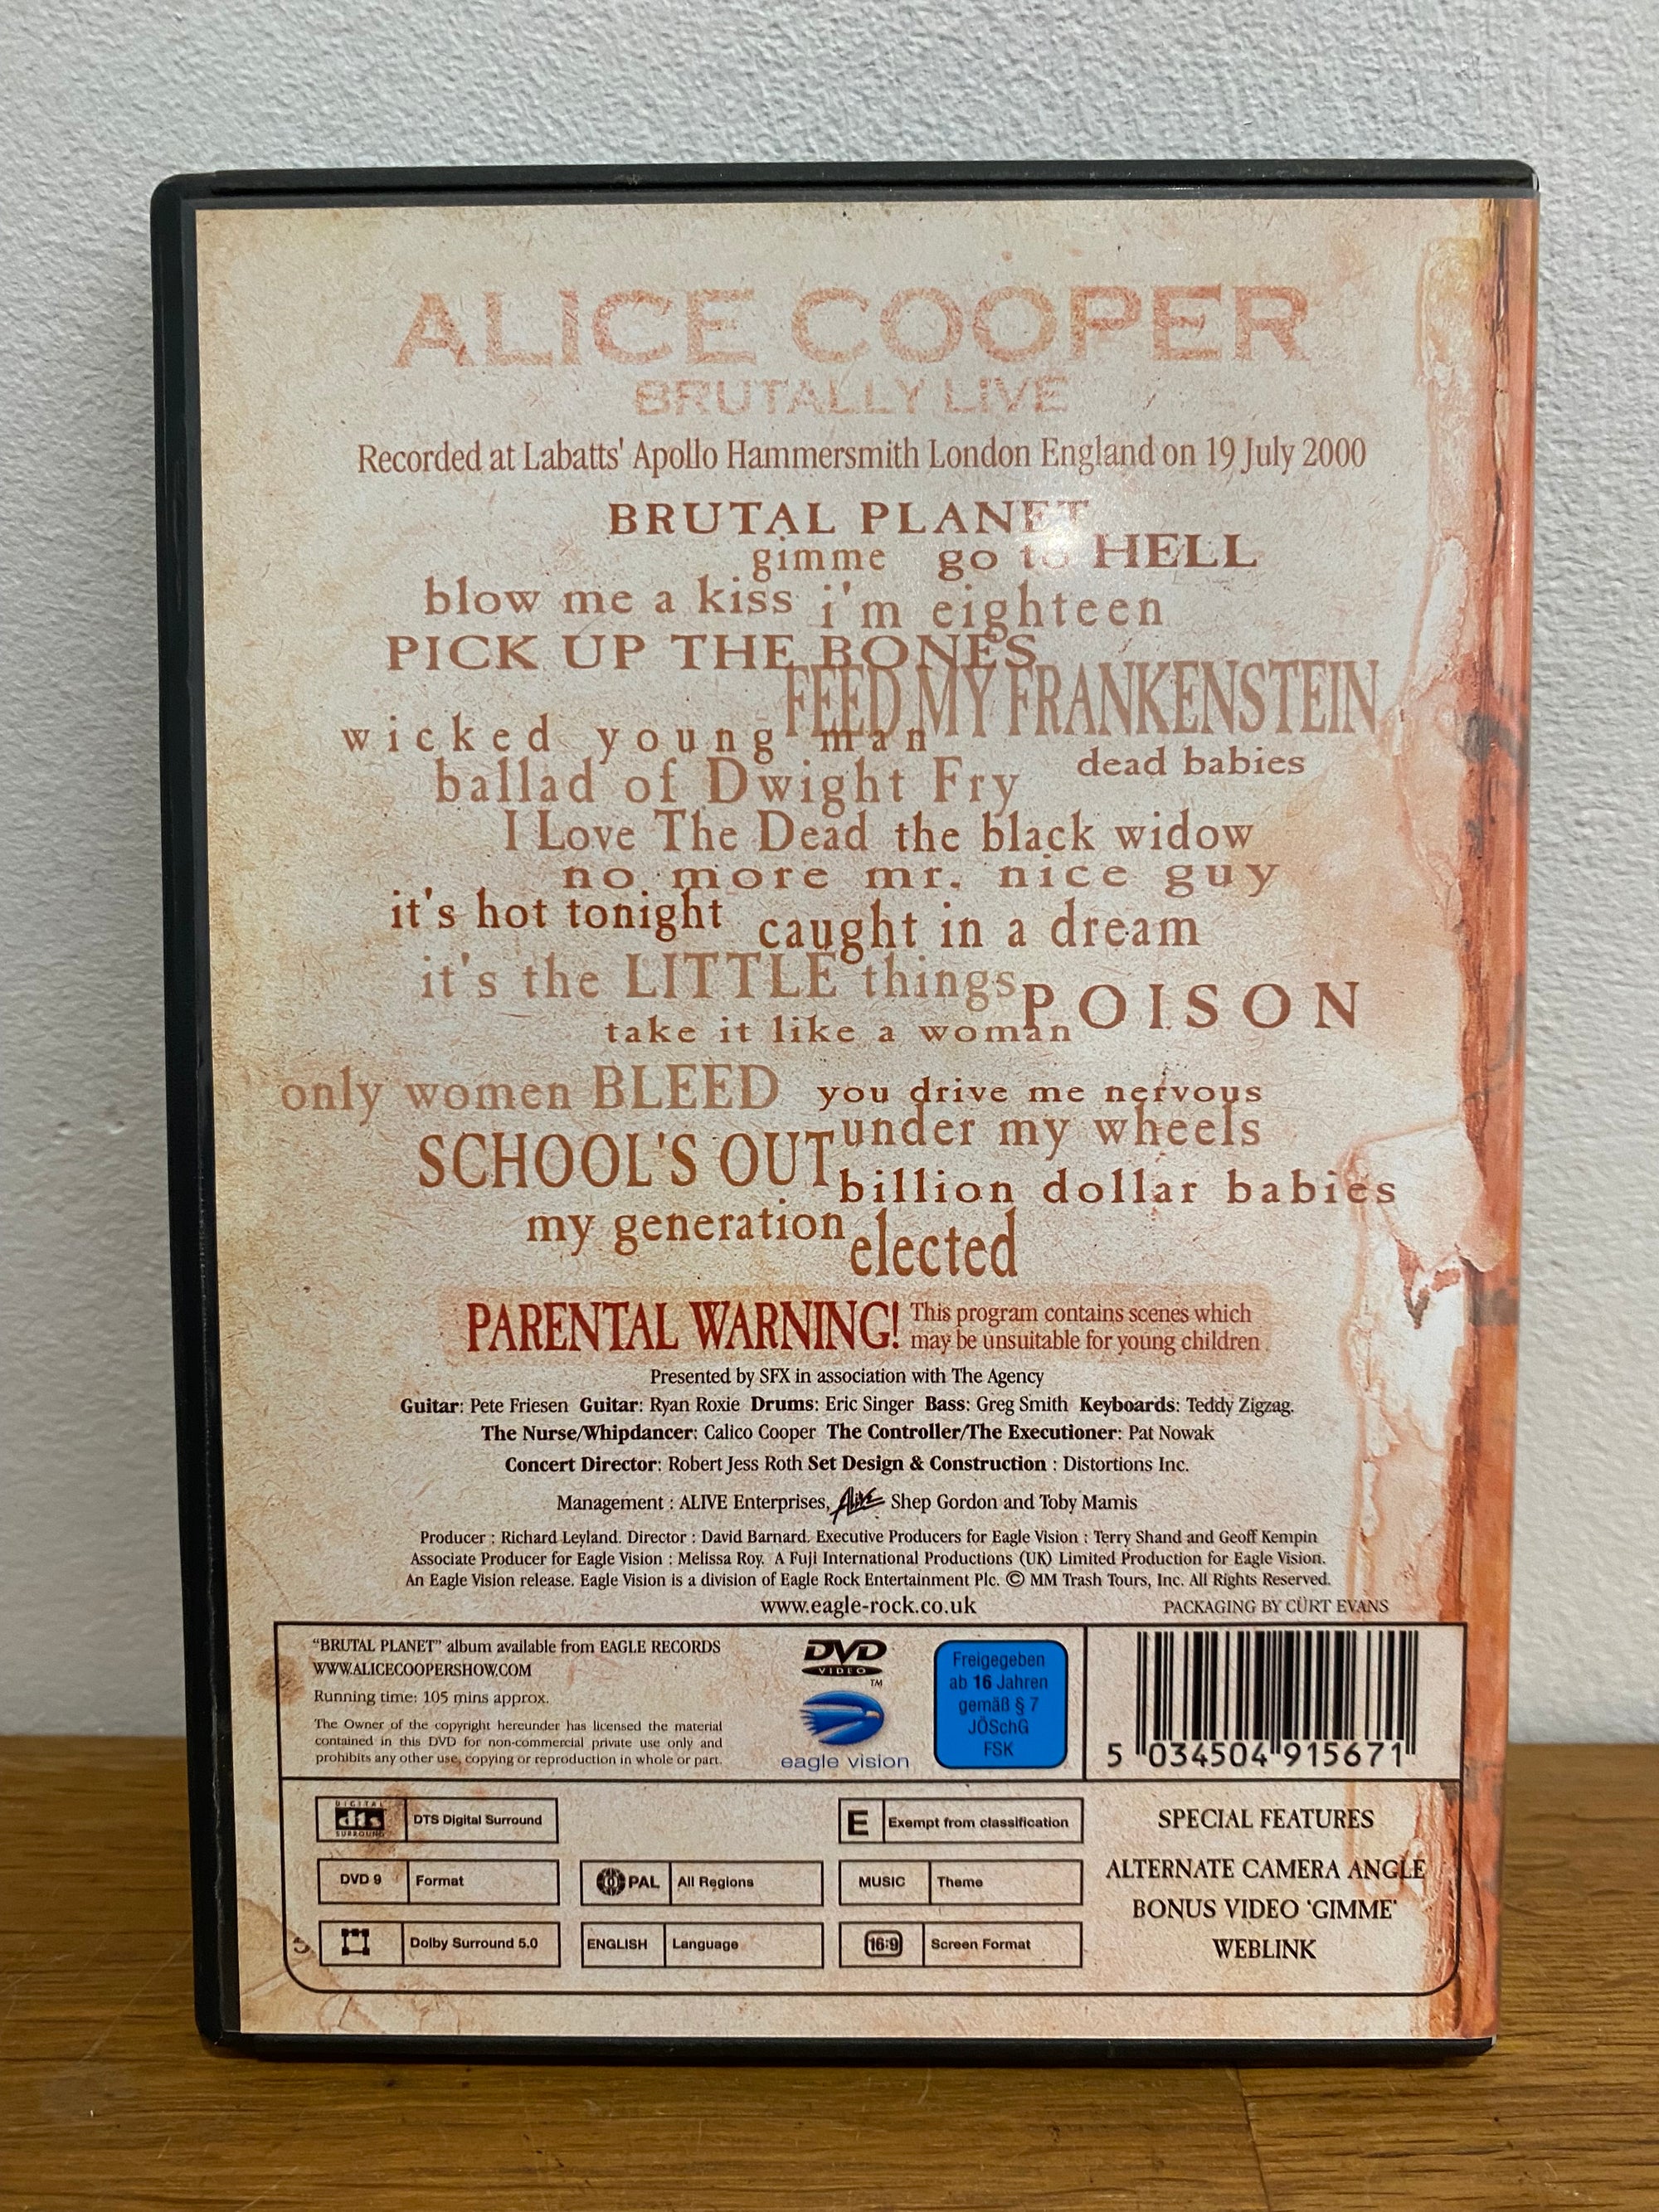 ALICE COOPER
BRUTALLY LIVE
Recorded at Labatts' Apollo Hammersmith London England on 19 July 2000
BRUTAL PLANET
gimme go to HELL
blow me a kiss i'm eighteen
PICK UP THE BONES
FEED MY FRANKENSTEIN
wicked young man
dead babies
ballad of Dwight Fry
I Love The Dead the black widow
no more mr. nice guy
it's hot tonight caught in a dream
it's the LITTLE things
POISON
take it like a woman
only women BLEED you drive me nervous
under my wheels
SCHOOL'S OUT
billion dollar babies
my generation
elected
PARENTAL WARNING! This program contains scenes which
may be unsuitable for young children
Presented by SFX in association with The Agency
Guitar: Pete Friesen Guitar: Ryan Roxie Drums: Eric Singer Bass: Greg Smith Keyboards: Teddy Zigzag.
The Nurse/Whipdancer: Calico Cooper The Controller/The Executioner: Pat Nowak
Concert Director: Robert Jess Roth Set Design & Construction : Distortions Inc.
Management : ALIVE Enterprises, Alive Shep Gordon and Toby Mamis
Producer : Richard Leyland. Director : David Barnard. Executive Producers for Eagle Vision : Terry Shand and Geoff Kempin
Associate Producer for Eagle Vision : Melissa Roy. A Fuji International Productions (UK) Limited Production for Eagle Vision.
An Eagle Vision release. Eagle Vision is a division of Eagle Rock Entertainment Plc. © MM Trash Tours, Inc. All Rights Reserved.
www.eagle-rock.co.uk
PACKAGING BY CÜRT EVANS
"BRUTAL PLANET" album available from EAGLE RECORDS
WWW.ALICECOOPERSHOW.COM
Running time: 105 mins approx.
The Owner of the copyright hereunder has licensed the material
contained in this DVD for non-commercial private use only and
prohibits any other use, copying or reproduction in whole or part.
DVD
VIDEO
TM
eagle vision
Freigegeben
ab 16 Jahren
gemäß § 7
JÖSchG
FSK
5 034504 915671
DIGITAL
dts
SURROUND
DTS Digital Surround
E Exempt from classification
DVD 9 Format
0 PAL All Regions
MUSIC Theme
Dolby Surround 5.0
ENGLISH Language
16:9 Screen Format
SPECIAL FEATURES
ALTERNATE CAMERA ANGLE
BONUS VIDEO 'GIMME'
WEBLINK